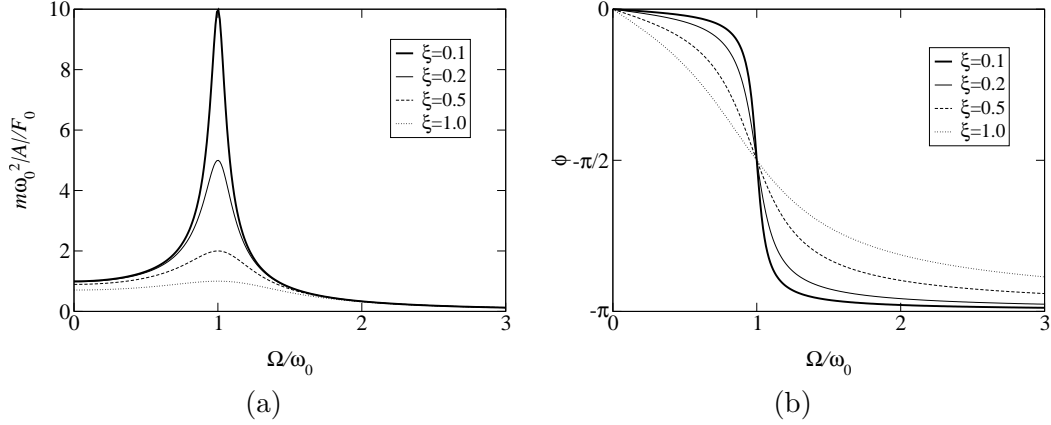 10
8
6
4
2
0
mω₀²|A|/F₀
ξ=0.1
ξ=0.2
ξ=0.5
ξ=1.0
0 1 2 3
Ω/ω₀
(a)
0
-π/2
-π
ϕ
ξ=0.1
ξ=0.2
ξ=0.5
ξ=1.0
0 1 2 3
Ω/ω₀
(b)